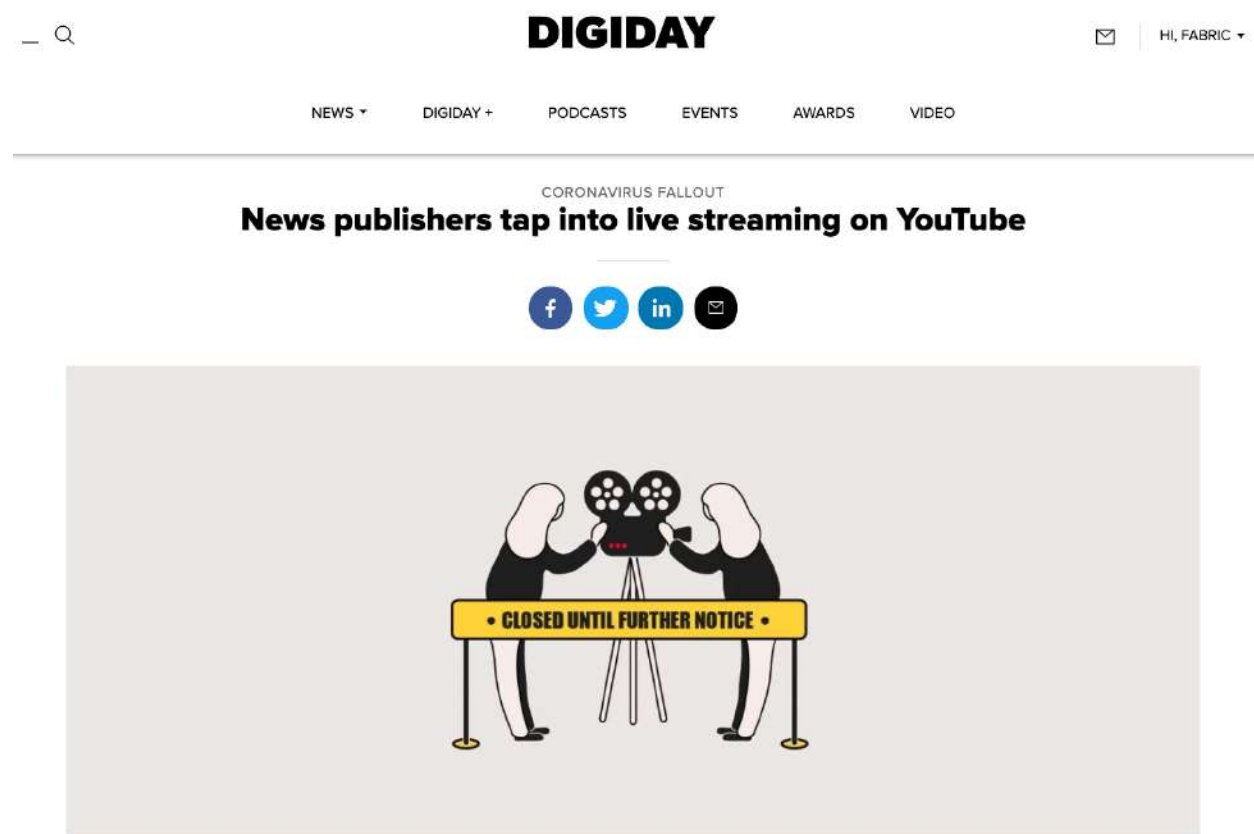 DIGIDAY
HI, FABRIC
NEWS DIGIDAY + PODCASTS EVENTS AWARDS VIDEO
CORONAVIRUS FALLOUT
News publishers tap into live streaming on YouTube
f in
• CLOSED UNTIL FURTHER NOTICE •